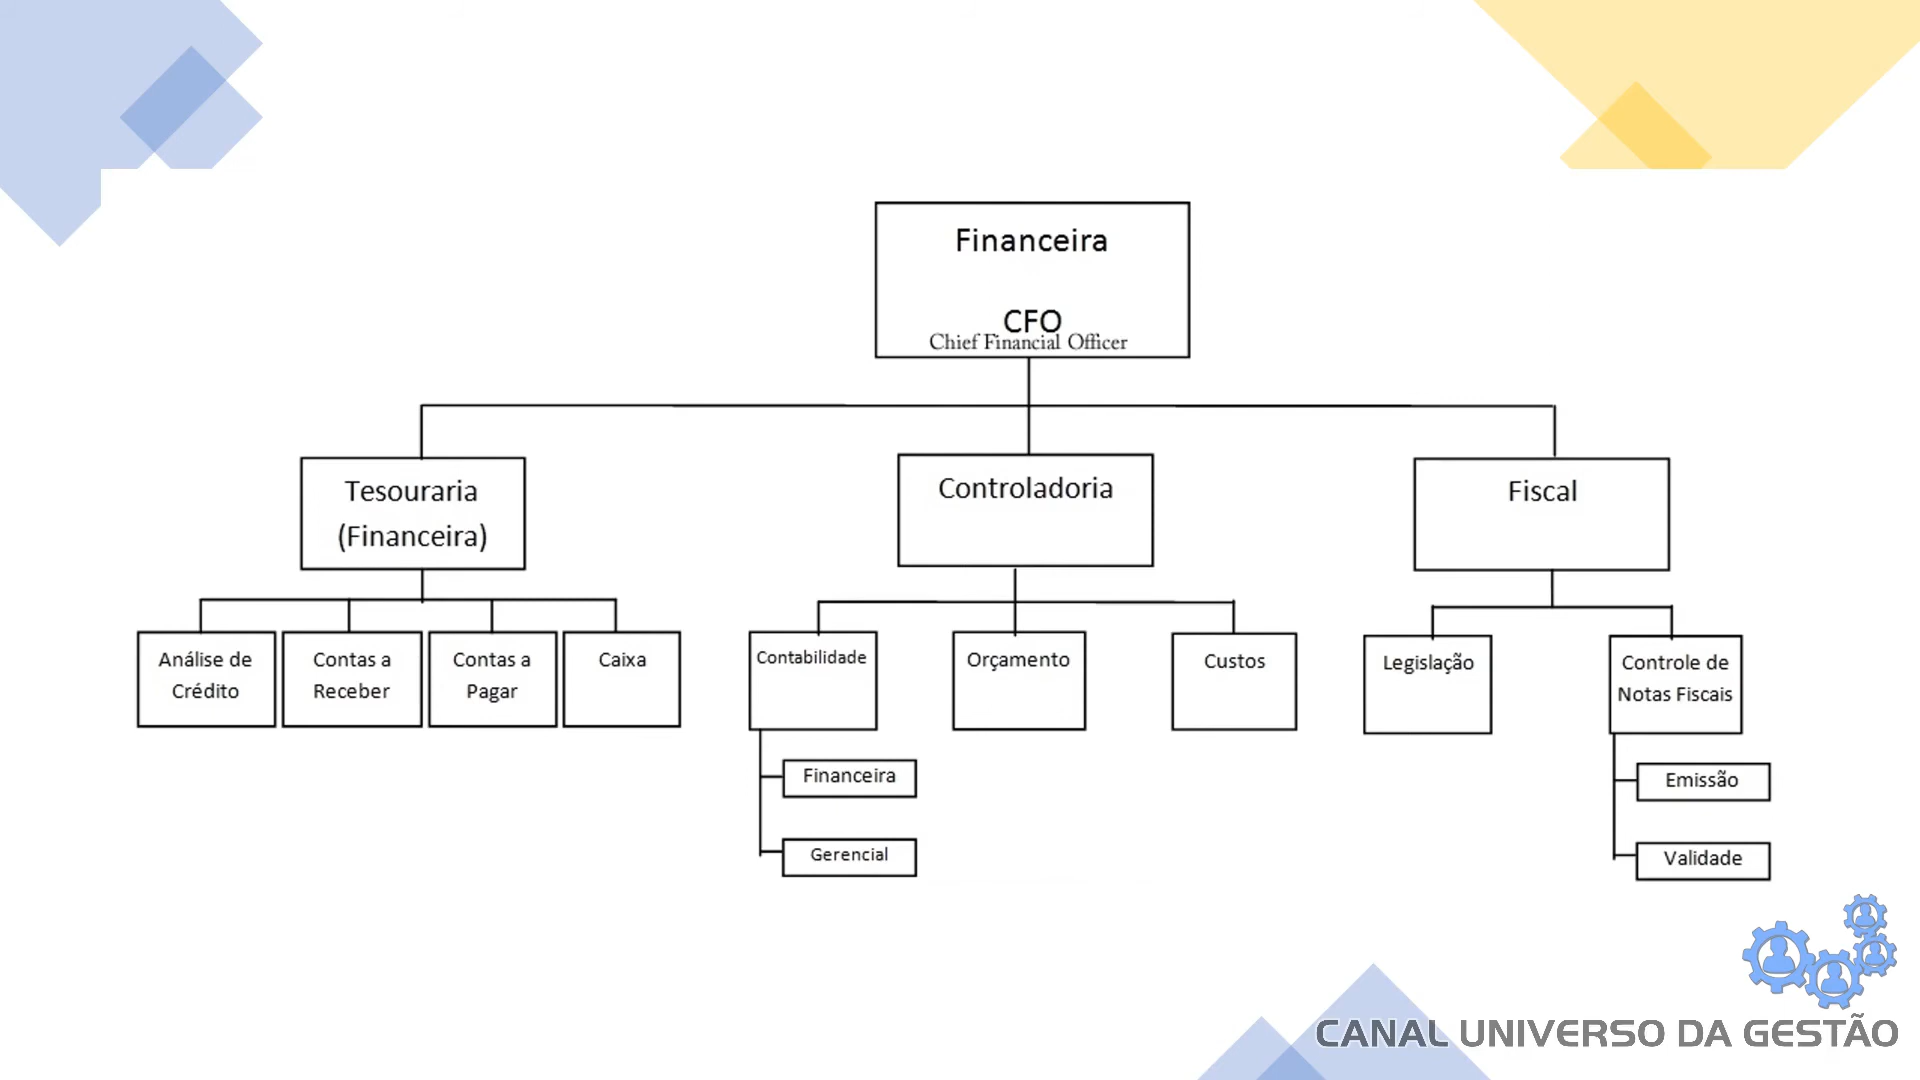 Financeira
CFO
Chief Financial Officer
Tesouraria
(Financeira)
Controladoria
Fiscal
Análise de
Crédito
Contas a
Receber
Contas a
Pagar
Caixa
Contabilidade
Orçamento
Custos
Legislação
Controle de
Notas Fiscais
Financeira
Gerencial
Emissão
Validade
CANAL UNIVERSO DA GESTÃO